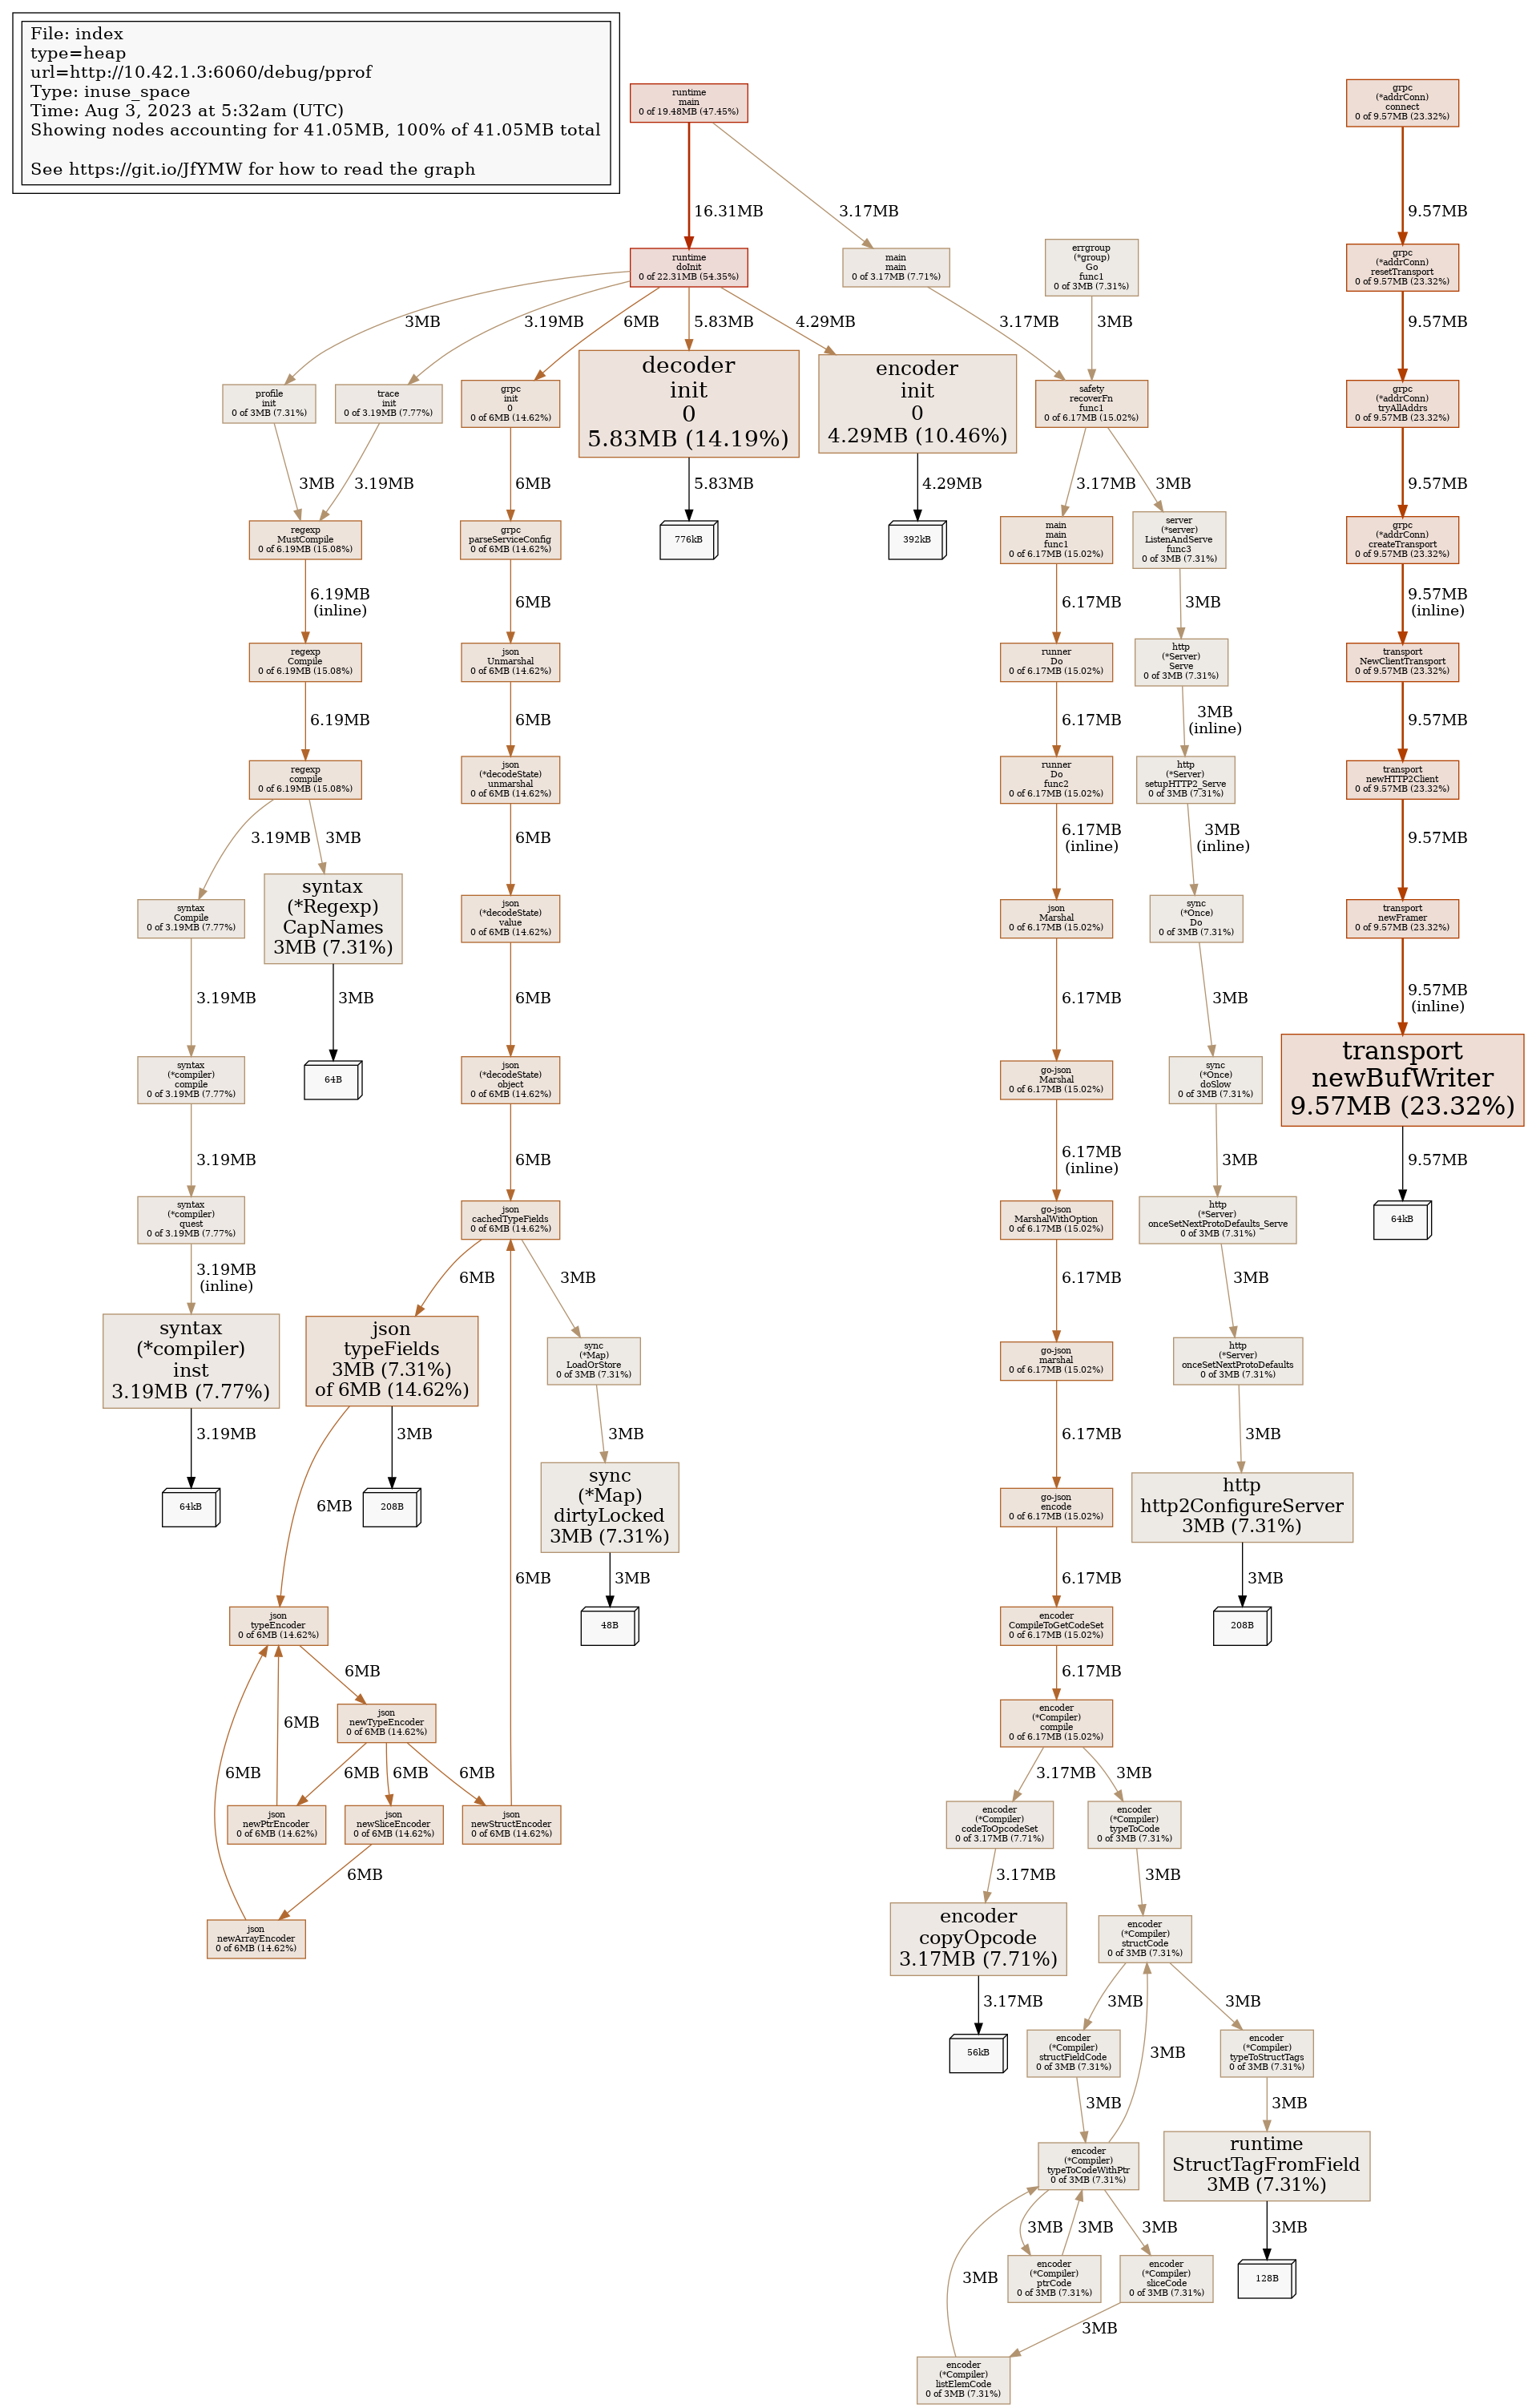 File: index
type=heap
url=http://10.42.1.3:6060/debug/pprof
Type: inuse_space
Time: Aug 3, 2023 at 5:32am (UTC)
Showing nodes accounting for 41.05MB, 100% of 41.05MB total
See https://git.io/JfYMW for how to read the graph
runtime
main
0 of 19.48MB (47.45%)
grpc
(*addrConn)
connect
0 of 9.57MB (23.32%)
16.31MB
3.17MB
9.57MB
runtime
doInit
0 of 22.31MB (54.35%)
main
main
0 of 3.17MB (7.71%)
errgroup
(*group)
Go
func1
0 of 3MB (7.31%)
grpc
(*addrConn)
resetTransport
0 of 9.57MB (23.32%)
3MB
3.19MB
6MB
5.83MB
4.29MB
3.17MB
3MB
9.57MB
profile
init
0 of 3MB (7.31%)
trace
init
0 of 3.19MB (7.77%)
grpc
init
0
0 of 6MB (14.62%)
decoder
init
0
5.83MB (14.19%)
encoder
init
0
4.29MB (10.46%)
safety
recoverFn
func1
0 of 6.17MB (15.02%)
grpc
(*addrConn)
tryAllAddrs
0 of 9.57MB (23.32%)
3MB
3.19MB
6MB
5.83MB
4.29MB
3.17MB
3MB
9.57MB
regexp
MustCompile
0 of 6.19MB (15.08%)
grpc
parseServiceConfig
0 of 6MB (14.62%)
776kB
392kB
main
main
func1
0 of 6.17MB (15.02%)
server
(*server)
ListenAndServe
func3
0 of 3MB (7.31%)
grpc
(*addrConn)
createTransport
0 of 9.57MB (23.32%)
6.19MB
(inline)
6MB
6.17MB
3MB
9.57MB
(inline)
regexp
Compile
0 of 6.19MB (15.08%)
json
Unmarshal
0 of 6MB (14.62%)
runner
Do
0 of 6.17MB (15.02%)
http
(*Server)
Serve
0 of 3MB (7.31%)
transport
NewClientTransport
0 of 9.57MB (23.32%)
6.19MB
6MB
6.17MB
3MB
(inline)
9.57MB
regexp
compile
0 of 6.19MB (15.08%)
json
(*decodeState)
unmarshal
0 of 6MB (14.62%)
runner
Do
func2
0 of 6.17MB (15.02%)
http
(*Server)
setupHTTP2_Serve
0 of 3MB (7.31%)
transport
newHTTP2Client
0 of 9.57MB (23.32%)
3.19MB
3MB
6MB
6.17MB
(inline)
3MB
(inline)
9.57MB
syntax
Compile
0 of 3.19MB (7.77%)
syntax
(*Regexp)
CapNames
3MB (7.31%)
json
(*decodeState)
value
0 of 6MB (14.62%)
json
Marshal
0 of 6.17MB (15.02%)
sync
(*Once)
Do
0 of 3MB (7.31%)
transport
newFramer
0 of 9.57MB (23.32%)
3.19MB
3MB
6MB
6.17MB
3MB
9.57MB
(inline)
syntax
(*compiler)
compile
0 of 3.19MB (7.77%)
64B
json
(*decodeState)
object
0 of 6MB (14.62%)
go-json
Marshal
0 of 6.17MB (15.02%)
sync
(*Once)
doSlow
0 of 3MB (7.31%)
transport
newBufWriter
9.57MB (23.32%)
3.19MB
6MB
6.17MB
(inline)
3MB
9.57MB
syntax
(*compiler)
quest
0 of 3.19MB (7.77%)
json
cachedTypeFields
0 of 6MB (14.62%)
go-json
MarshalWithOption
0 of 6.17MB (15.02%)
http
(*Server)
onceSetNextProtoDefaults_Serve
0 of 3MB (7.31%)
64kB
3.19MB
(inline)
6MB
3MB
6.17MB
3MB
syntax
(*compiler)
inst
3.19MB (7.77%)
json
typeFields
3MB (7.31%)
of 6MB (14.62%)
sync
(*Map)
LoadOrStore
0 of 3MB (7.31%)
go-json
marshal
0 of 6.17MB (15.02%)
http
(*Server)
onceSetNextProtoDefaults
0 of 3MB (7.31%)
3.19MB
3MB
3MB
6.17MB
3MB
64kB
6MB
208B
sync
(*Map)
dirtyLocked
3MB (7.31%)
go-json
encode
0 of 6.17MB (15.02%)
http
http2ConfigureServer
3MB (7.31%)
6MB
3MB
6.17MB
3MB
json
typeEncoder
0 of 6MB (14.62%)
48B
encoder
CompileToGetCodeSet
0 of 6.17MB (15.02%)
208B
6MB
6.17MB
json
newTypeEncoder
0 of 6MB (14.62%)
6MB
encoder
(*Compiler)
compile
0 of 6.17MB (15.02%)
6MB
6MB
6MB
6MB
3.17MB
3MB
json
newPtrEncoder
0 of 6MB (14.62%)
json
newSliceEncoder
0 of 6MB (14.62%)
json
newStructEncoder
0 of 6MB (14.62%)
encoder
(*Compiler)
codeToOpcodeSet
0 of 3.17MB (7.71%)
encoder
(*Compiler)
typeToCode
0 of 3MB (7.31%)
6MB
3.17MB
3MB
json
newArrayEncoder
0 of 6MB (14.62%)
encoder
copyOpcode
3.17MB (7.71%)
encoder
(*Compiler)
structCode
0 of 3MB (7.31%)
3.17MB
3MB
3MB
56kB
encoder
(*Compiler)
structFieldCode
0 of 3MB (7.31%)
3MB
encoder
(*Compiler)
typeToStructTags
0 of 3MB (7.31%)
3MB
3MB
encoder
(*Compiler)
typeToCodeWithPtr
0 of 3MB (7.31%)
runtime
StructTagFromField
3MB (7.31%)
3MB
3MB
3MB
3MB
3MB
encoder
(*Compiler)
ptrCode
0 of 3MB (7.31%)
encoder
(*Compiler)
sliceCode
0 of 3MB (7.31%)
128B
3MB
encoder
(*Compiler)
listElemCode
0 of 3MB (7.31%)